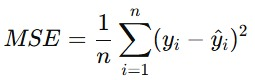 MSE = \frac{1}{n} \sum_{i=1}^{n} (y_i - \hat{y}_i)^2